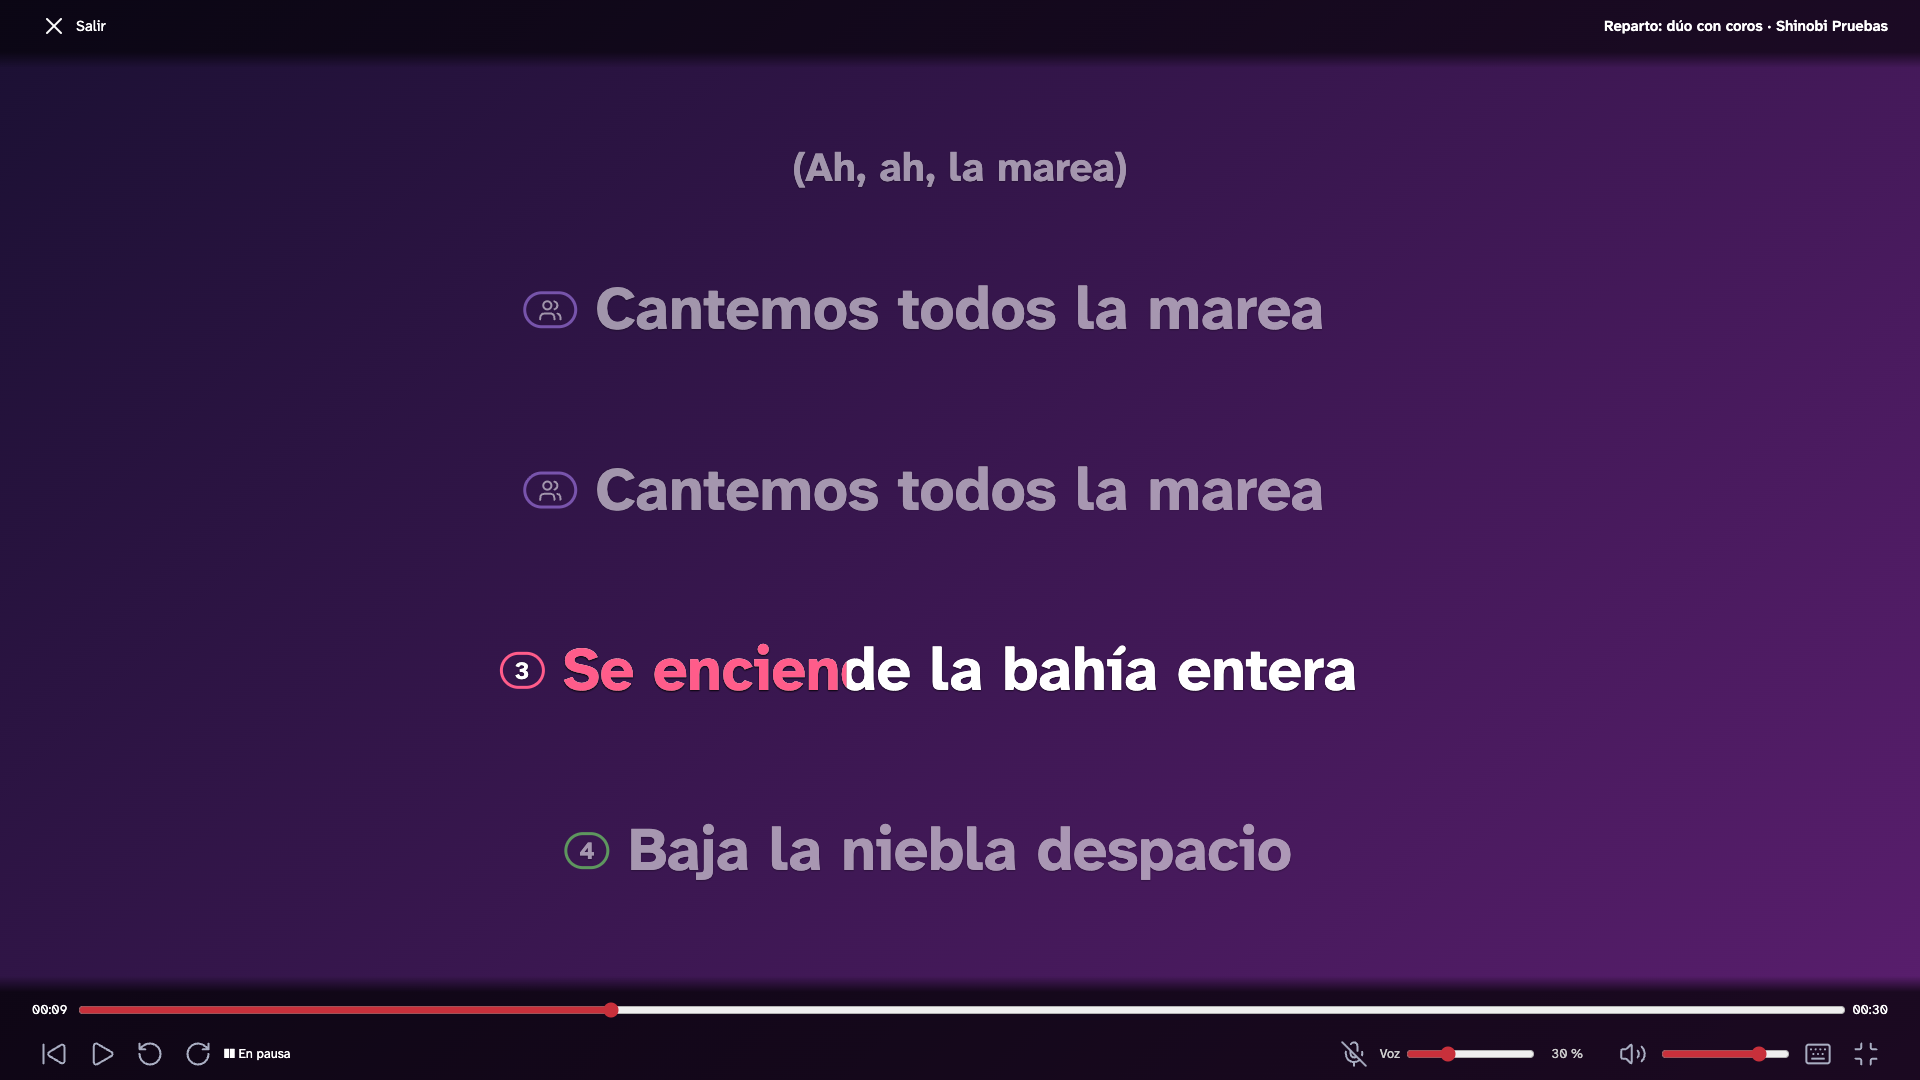 Salir
Reparto: dúo con coros · Shinobi Pruebas
(Ah, ah, la marea)
Cantemos todos la marea
Cantemos todos la marea
3 Se enciende la bahía entera
4 Baja la niebla despacio
00:09
00:30
En pausa
Voz
30 %